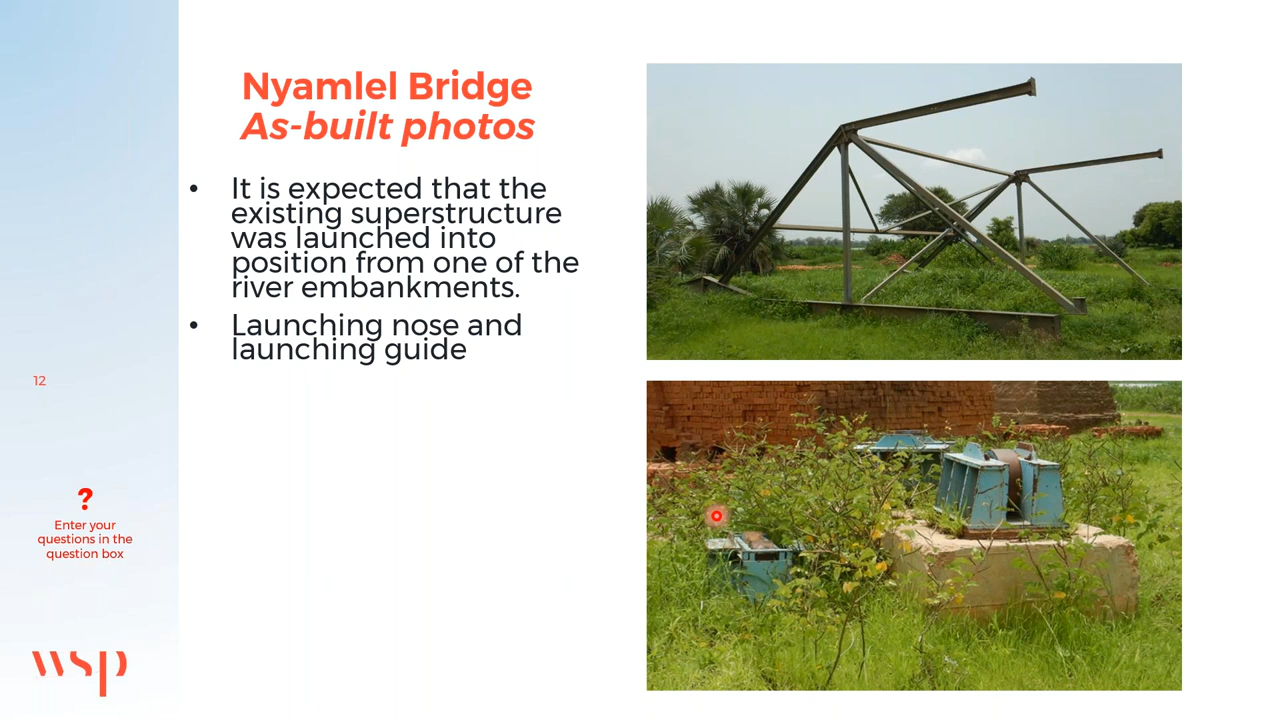 Nyamlel Bridge
As-built photos
• It is expected that the
existing superstructure
was launched into
position from one of the
river embankments.
• Launching nose and
launching guide
12
?
Enter your
questions in the
question box
wsp